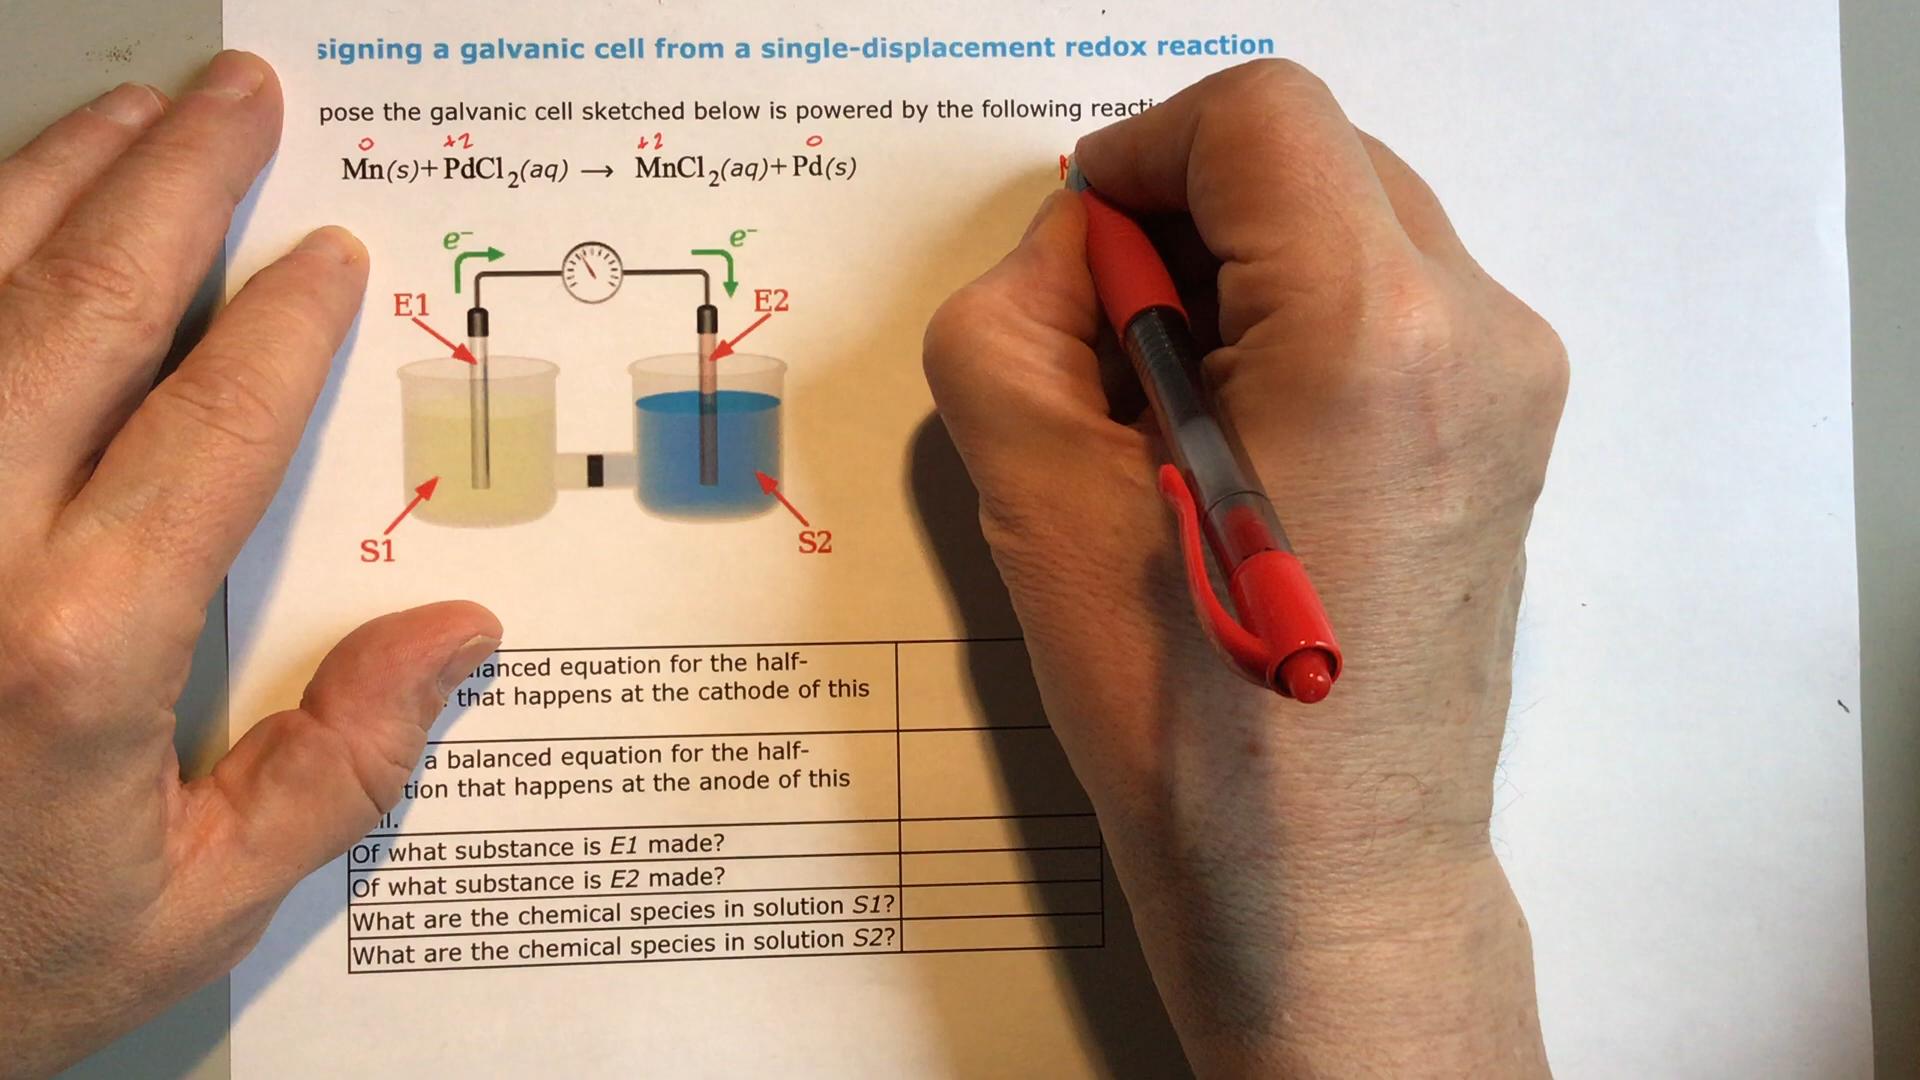 signing a galvanic cell from a single-displacement redox reaction
pose the galvanic cell sketched below is powered by the following
0 +2 +2 0
Mn(s)+PdCl2(aq) → MnCl2(aq)+Pd(s)
e− e−
E1 E2
S1 S2
anced equation for the half-
that happens at the cathode of this
a balanced equation for the half-
tion that happens at the anode of this
ll.
Of what substance is E1 made?
Of what substance is E2 made?
What are the chemical species in solution S1?
What are the chemical species in solution S2?